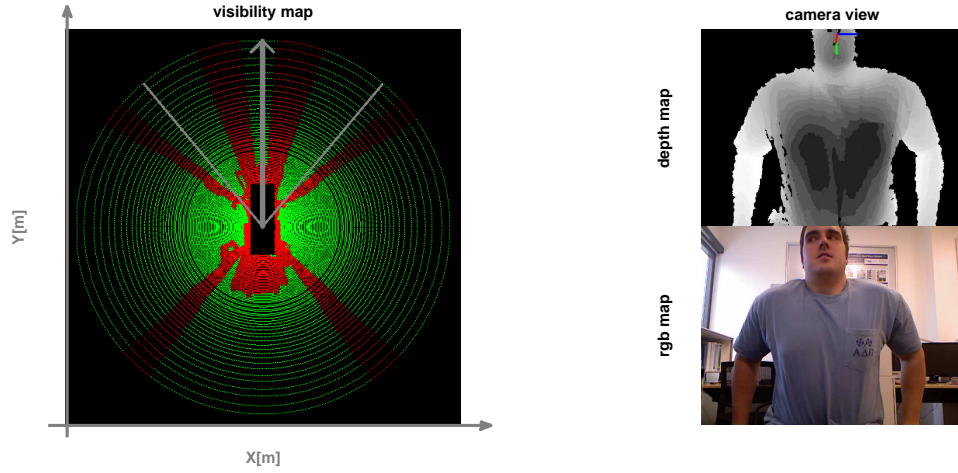 visibility map
camera view
depth map
Y[m]
rgb map
ΑΔΠ
X[m]